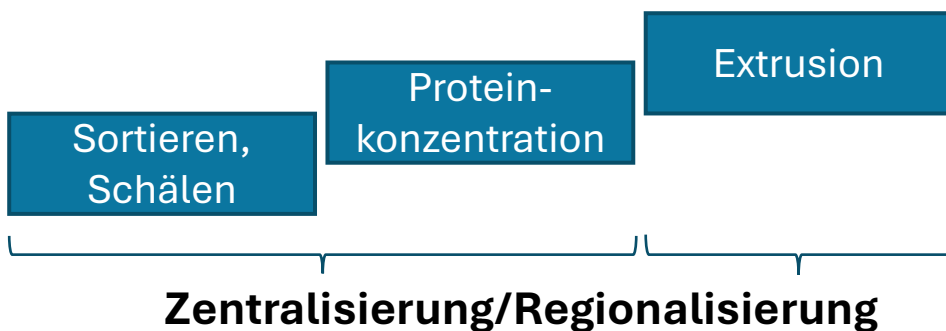 Sortieren,
Schälen
Protein-
konzentration
Extrusion
Zentralisierung/Regionalisierung